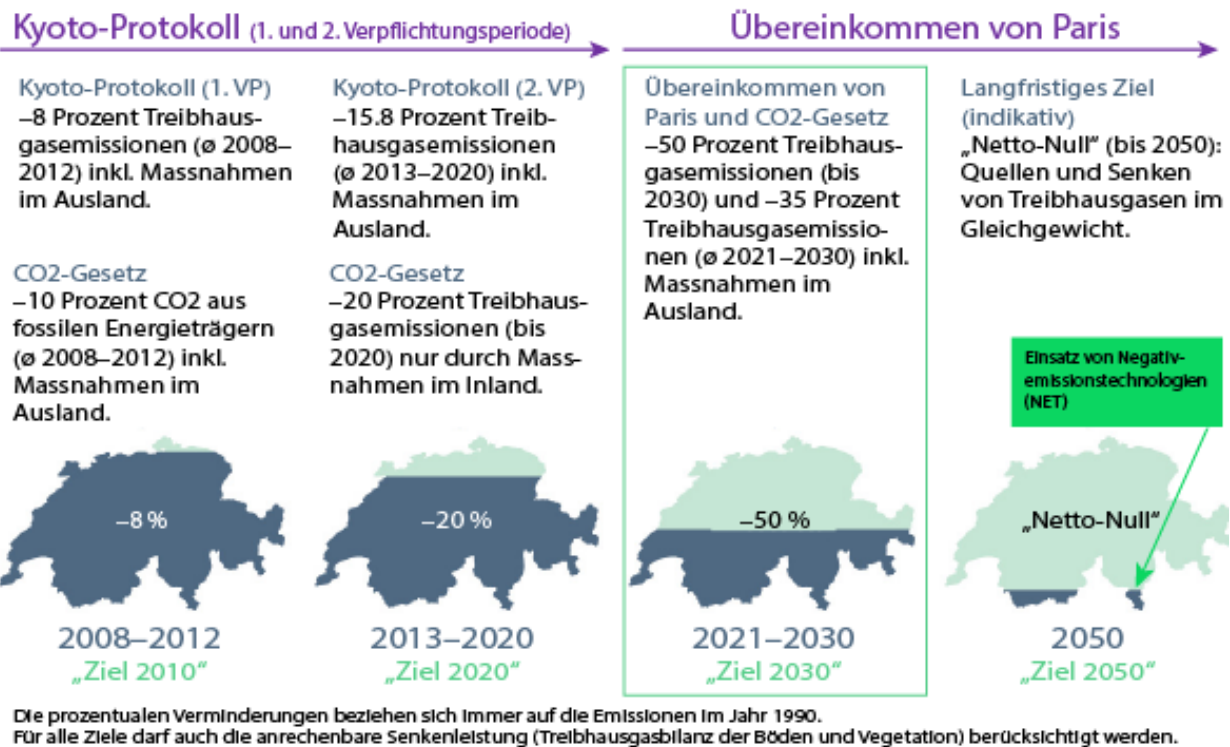 Kyoto-Protokoll (1. und 2. Verpflichtungsperiode)
Übereinkommen von Paris
Kyoto-Protokoll (1. VP)
–8 Prozent Treibhaus-
gasemissionen (ø 2008–
2012) inkl. Massnahmen
im Ausland.
CO2-Gesetz
–10 Prozent CO2 aus
fossilen Energieträgern
(ø 2008–2012) inkl.
Massnahmen im
Ausland.
Kyoto-Protokoll (2. VP)
–15.8 Prozent Treib-
hausgasemissionen
(ø 2013–2020) inkl.
Massnahmen im
Ausland.
CO2-Gesetz
–20 Prozent Treibhaus-
gasemissionen (bis
2020) nur durch Mass-
nahmen im Inland.
Übereinkommen von
Paris und CO2-Gesetz
–50 Prozent Treibhaus-
gasemissionen (bis
2030) und –35 Prozent
Treibhausgasemissio-
nen (ø 2021–2030) inkl.
Massnahmen im
Ausland.
Langfristiges Ziel
(indikativ)
„Netto-Null“ (bis 2050):
Quellen und Senken
von Treibhausgasen im
Gleichgewicht.
Einsatz von Negativ-
emissionstechnologien
(NET)
–8 %
–20 %
–50 %
„Netto-Null“
2008–2012
„Ziel 2010“
2013–2020
„Ziel 2020“
2021–2030
„Ziel 2030“
2050
„Ziel 2050“
Die prozentualen Verminderungen beziehen sich immer auf die Emissionen im Jahr 1990.
Für alle Ziele darf auch die anrechenbare Senkenleistung (Treibhausgasbilanz der Böden und Vegetation) berücksichtigt werden.